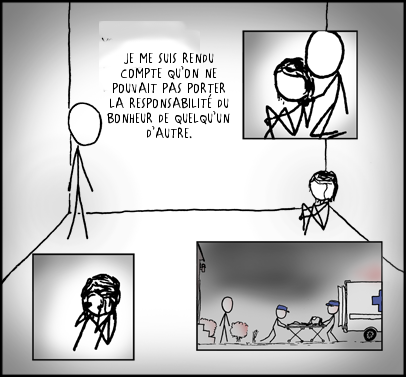 JE ME SUIS RENDU
COMPTE QU'ON NE
POUVAIT PAS PORTER
LA RESPONSABILITÉ DU
BONHEUR DE QUELQU'UN
D'AUTRE.